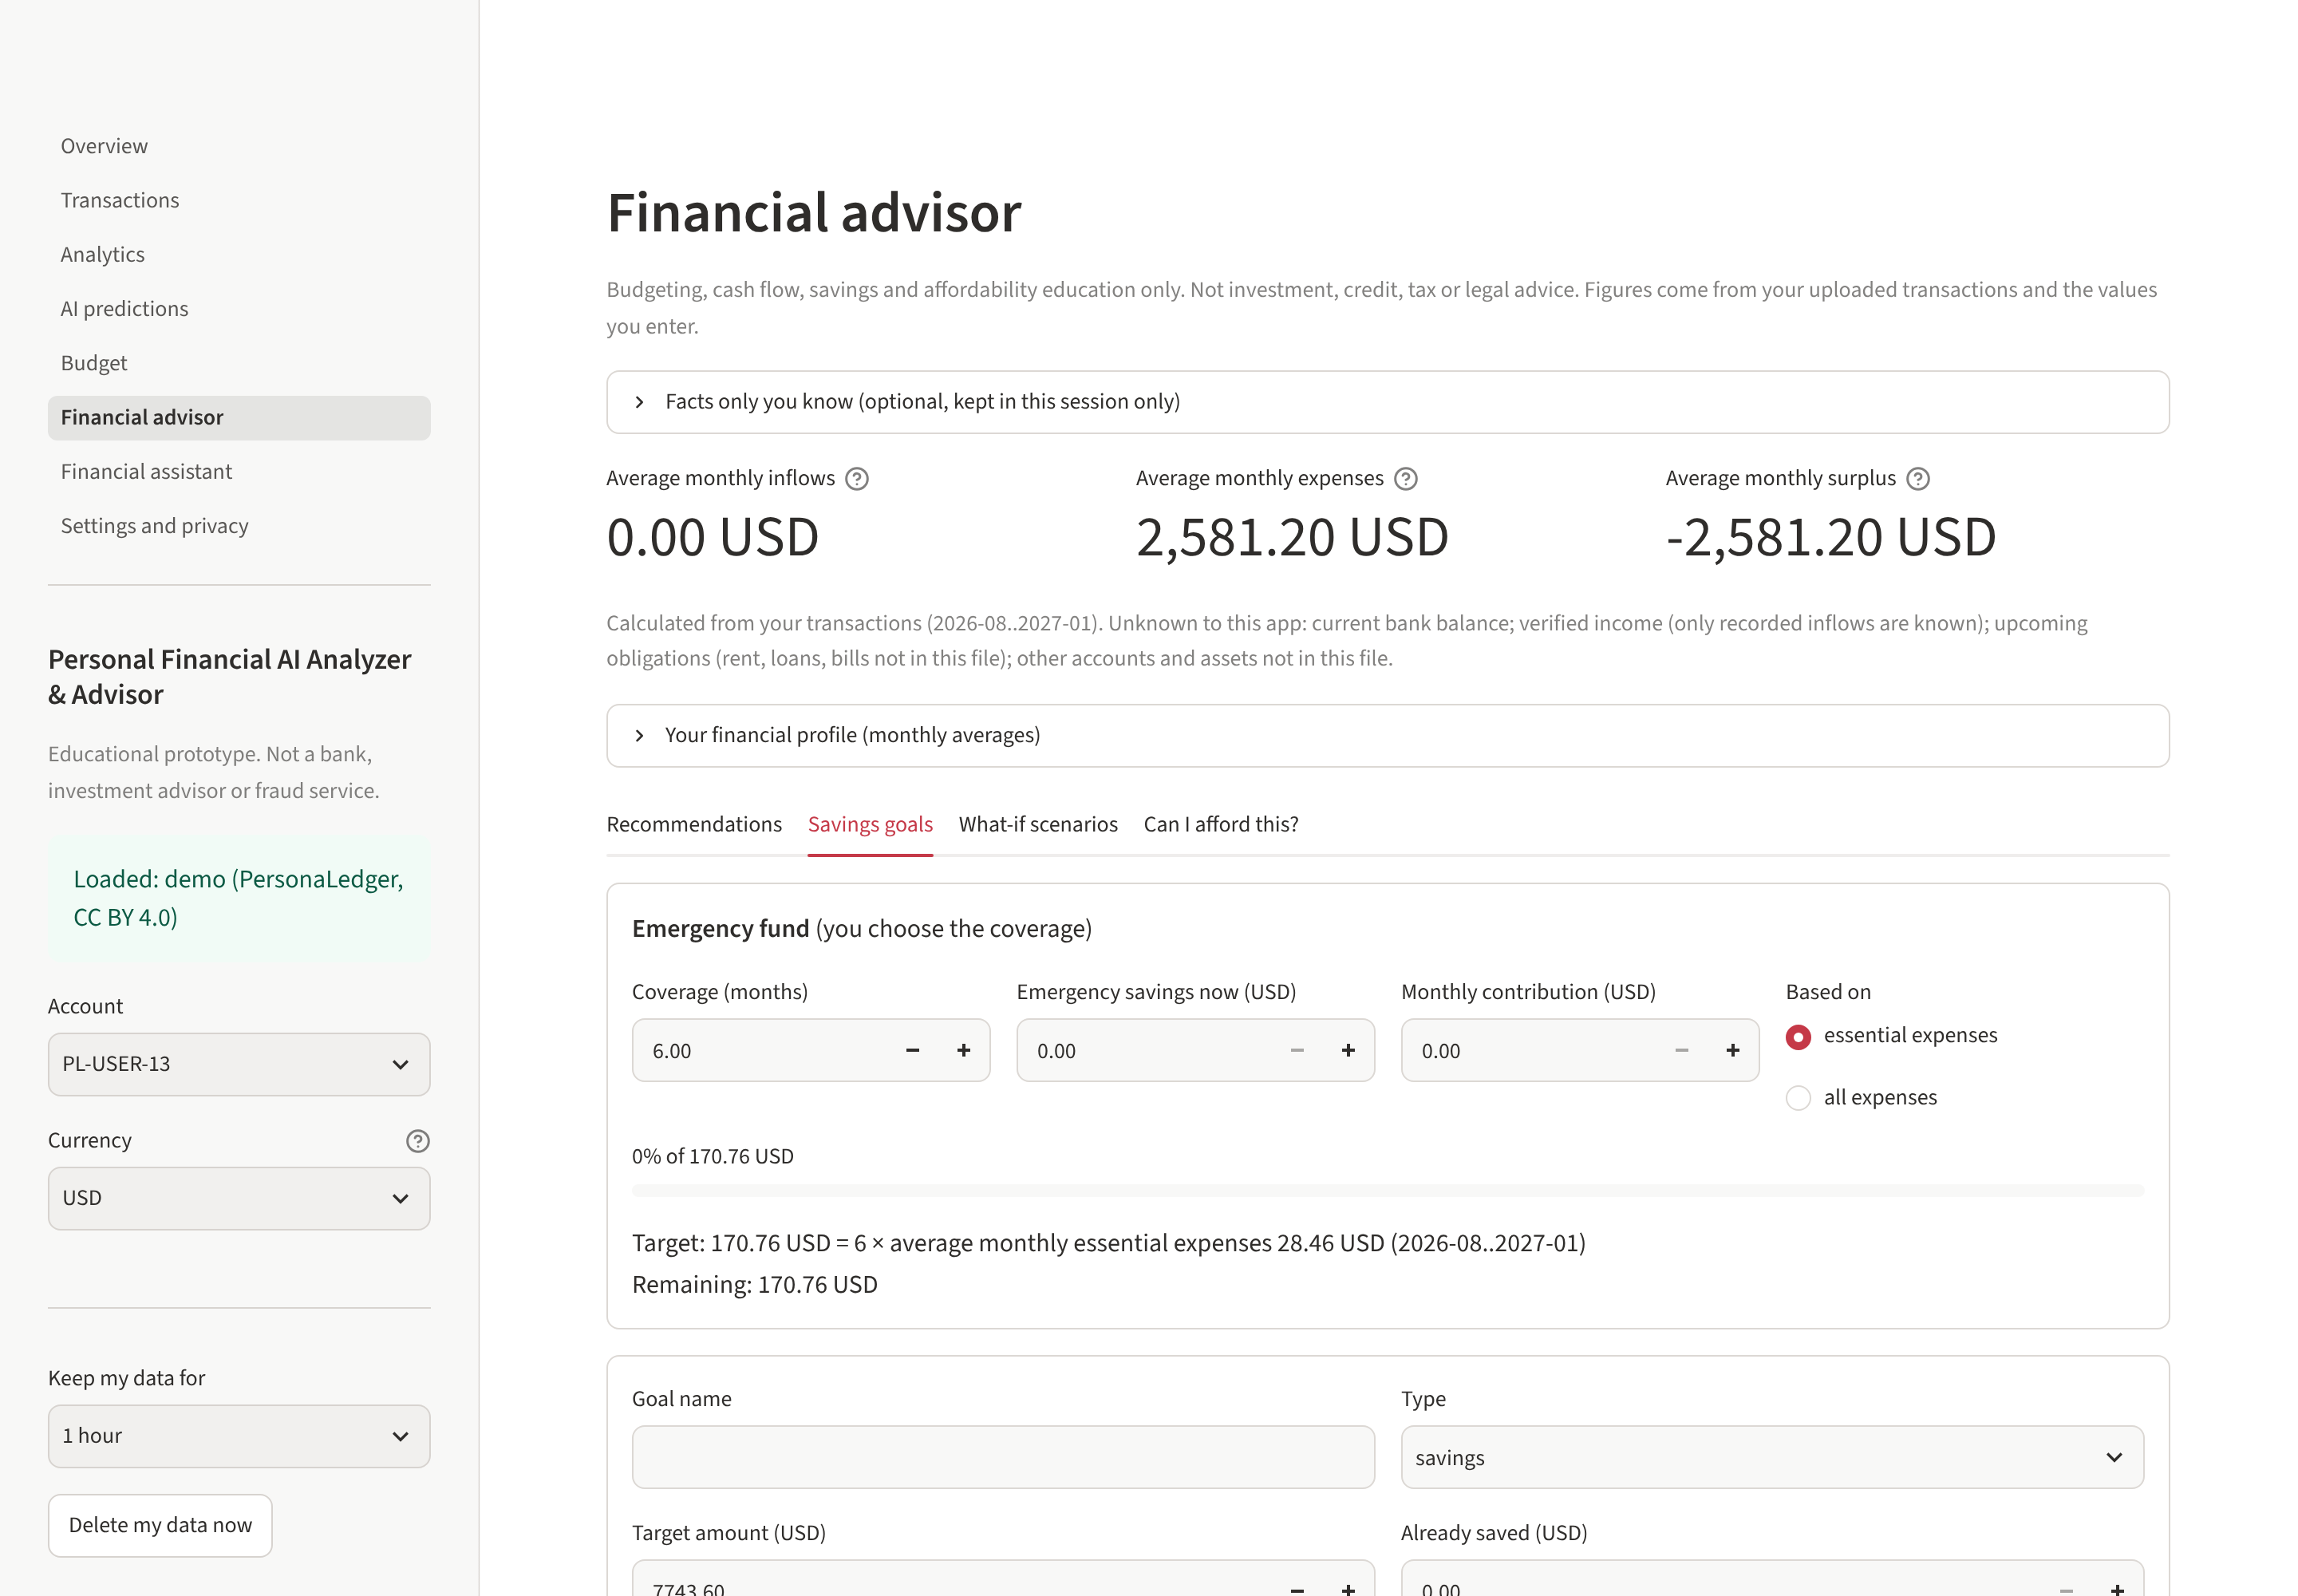 Overview
Transactions
Analytics
AI predictions
Budget
Financial advisor
Financial assistant
Settings and privacy
Personal Financial AI Analyzer
& Advisor
Educational prototype. Not a bank,
investment advisor or fraud service.
Loaded: demo (PersonaLedger,
CC BY 4.0)
Account
PL-USER-13
Currency
USD
Keep my data for
1 hour
Delete my data now
Financial advisor
Budgeting, cash flow, savings and affordability education only. Not investment, credit, tax or legal advice. Figures come from your uploaded transactions and the values
you enter.
Facts only you know (optional, kept in this session only)
Average monthly inflows
0.00 USD
Average monthly expenses
2,581.20 USD
Average monthly surplus
-2,581.20 USD
Calculated from your transactions (2026-08..2027-01). Unknown to this app: current bank balance; verified income (only recorded inflows are known); upcoming
obligations (rent, loans, bills not in this file); other accounts and assets not in this file.
Your financial profile (monthly averages)
Recommendations Savings goals What-if scenarios Can I afford this?
Emergency fund (you choose the coverage)
Coverage (months)
6.00
Emergency savings now (USD)
0.00
Monthly contribution (USD)
0.00
Based on
essential expenses
all expenses
0% of 170.76 USD
Target: 170.76 USD = 6 × average monthly essential expenses 28.46 USD (2026-08..2027-01)
Remaining: 170.76 USD
Goal name
Type
savings
Target amount (USD)
7743.60
Already saved (USD)
0.00